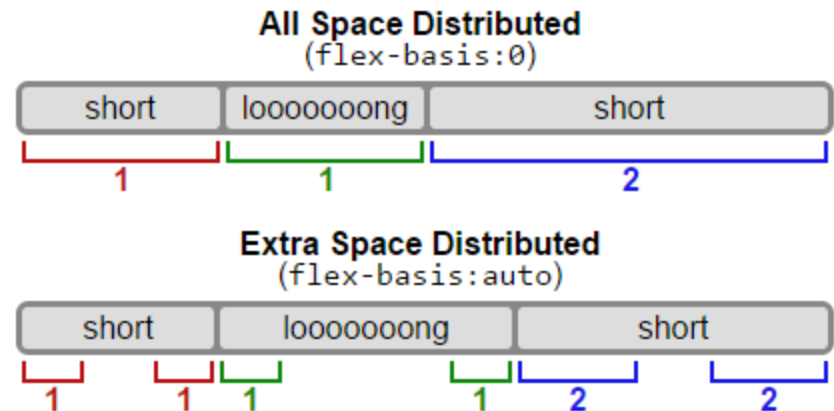 All Space Distributed
(flex-basis:0)
short looooooong short
1 1 2
Extra Space Distributed
(flex-basis:auto)
short looooooong short
1 1 1 1 2 2